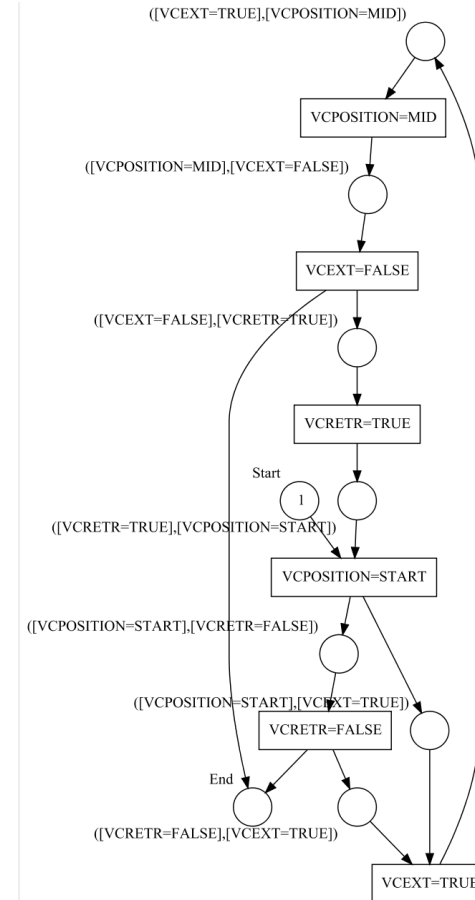 ([VCEXT=TRUE],[VCPOSITION=MID])
VCPOSITION=MID
([VCPOSITION=MID],[VCEXT=FALSE])
VCEXT=FALSE
([VCEXT=FALSE],[VCRETR=TRUE])
VCRETR=TRUE
Start
1
([VCRETR=TRUE],[VCPOSITION=START])
VCPOSITION=START
([VCPOSITION=START],[VCRETR=FALSE])
([VCPOSITION=START],[VCEXT=TRUE])
VCRETR=FALSE
End
([VCRETR=FALSE],[VCEXT=TRUE])
VCEXT=TRUE